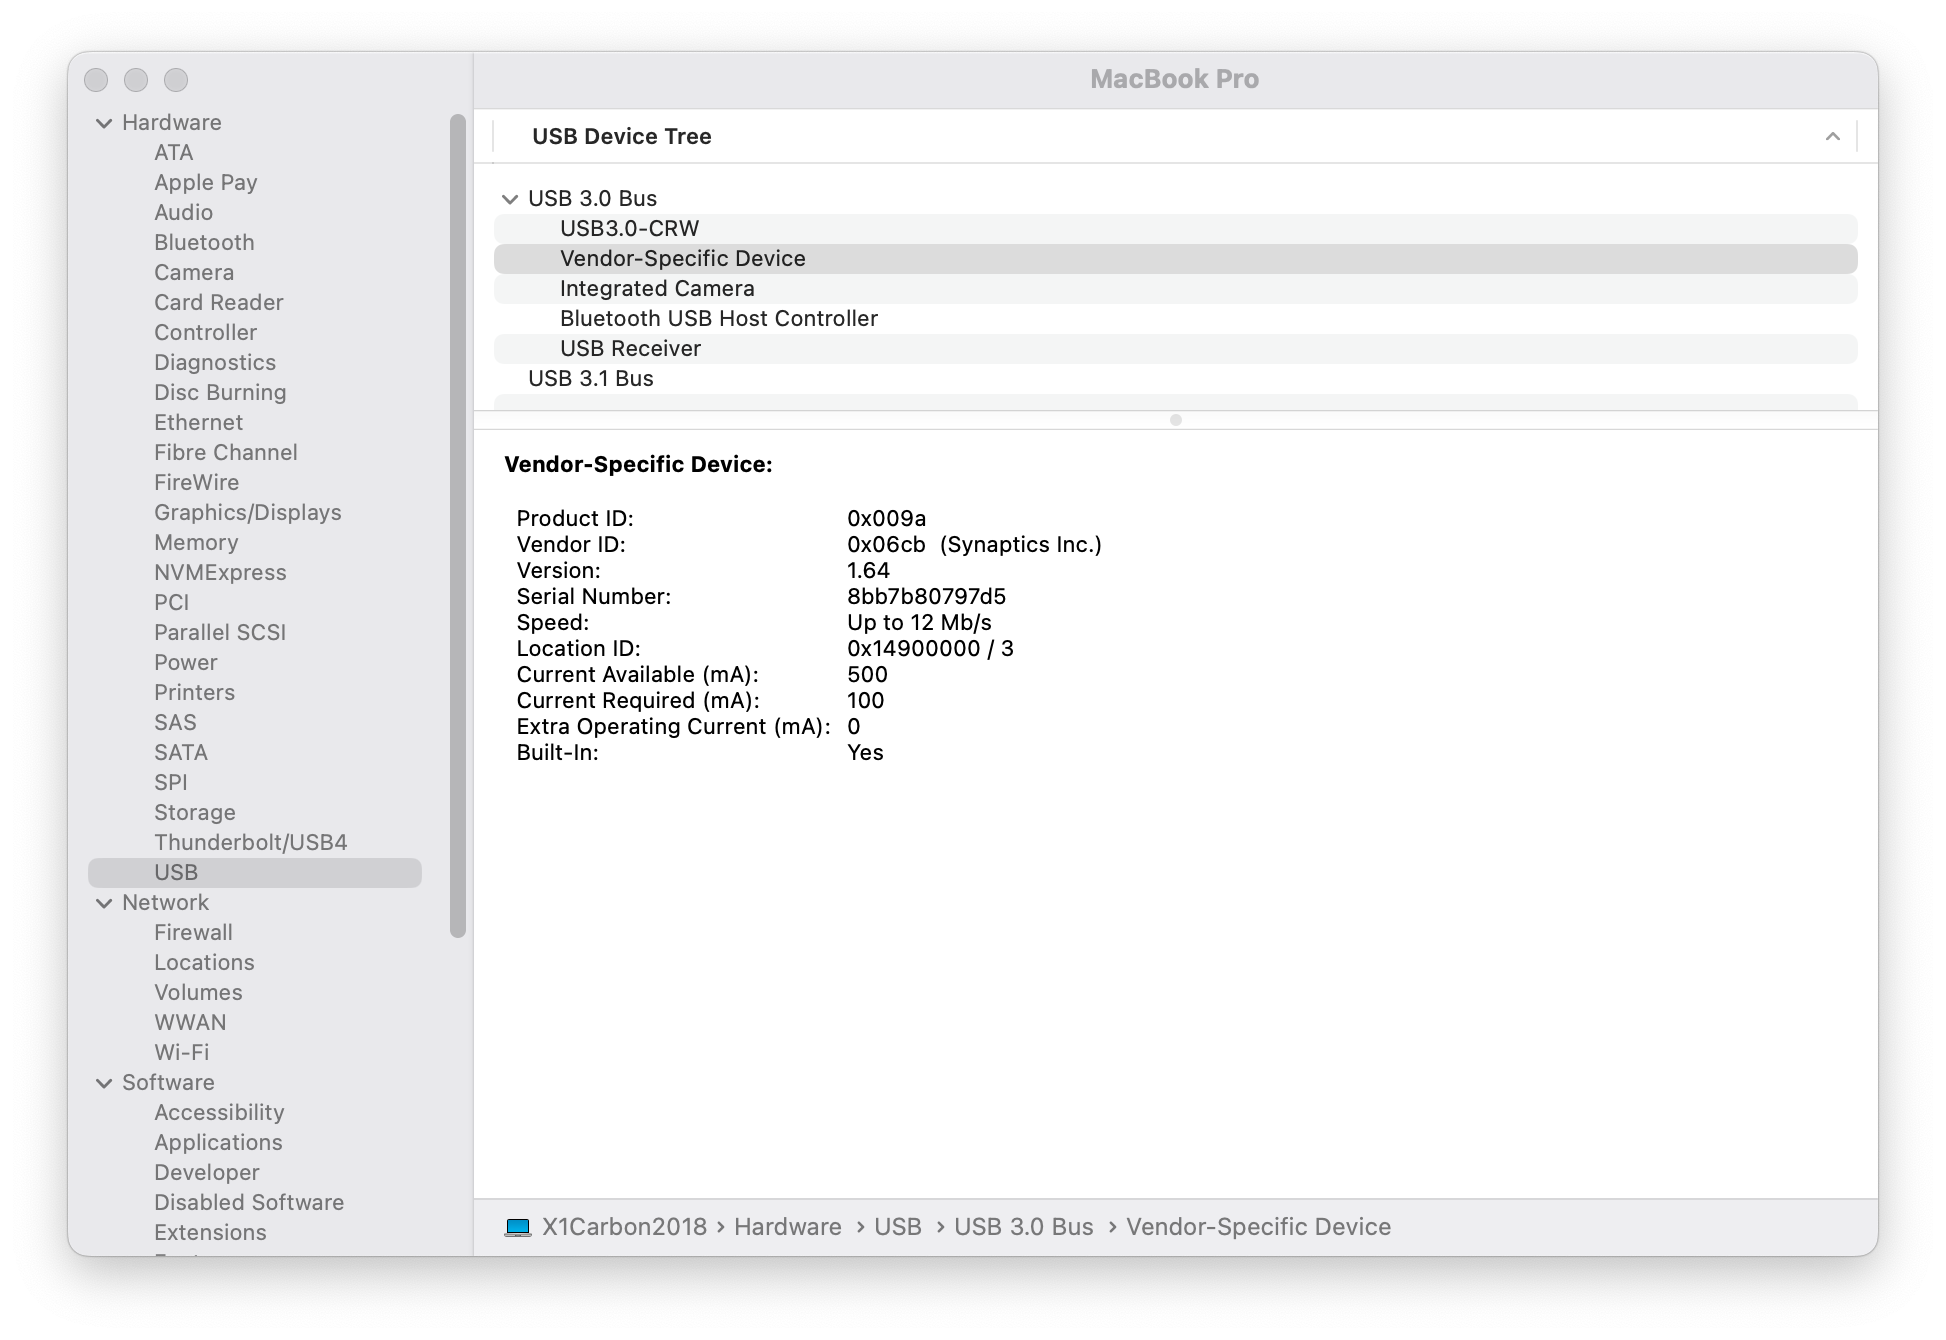 MacBook Pro
Hardware
ATA
Apple Pay
Audio
Bluetooth
Camera
Card Reader
Controller
Diagnostics
Disc Burning
Ethernet
Fibre Channel
FireWire
Graphics/Displays
Memory
NVMExpress
PCI
Parallel SCSI
Power
Printers
SAS
SATA
SPI
Storage
Thunderbolt/USB4
USB
Network
Firewall
Locations
Volumes
WWAN
Wi-Fi
Software
Accessibility
Applications
Developer
Disabled Software
Extensions
USB Device Tree
USB 3.0 Bus
USB3.0-CRW
Vendor-Specific Device
Integrated Camera
Bluetooth USB Host Controller
USB Receiver
USB 3.1 Bus
Vendor-Specific Device:
Product ID: 0x009a
Vendor ID: 0x06cb (Synaptics Inc.)
Version: 1.64
Serial Number: 8bb7b80797d5
Speed: Up to 12 Mb/s
Location ID: 0x14900000 / 3
Current Available (mA): 500
Current Required (mA): 100
Extra Operating Current (mA): 0
Built-In: Yes
X1Carbon2018 › Hardware › USB › USB 3.0 Bus › Vendor-Specific Device